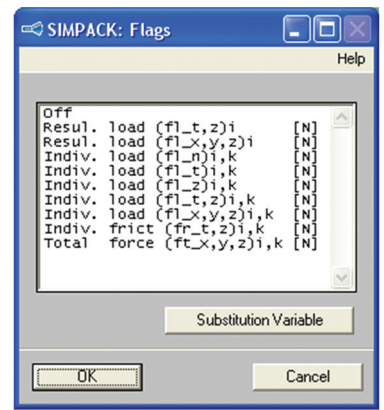 SIMPACK: Flags
Help
Off
Resul. load (fl_t,z)i [N]
Resul. load (fl_x,y,z)i [N]
Indiv. load (fl_n)i,k [N]
Indiv. load (fl_t)i,k [N]
Indiv. load (fl_z)i,k [N]
Indiv. load (fl_t,z)i,k [N]
Indiv. load (fl_x,y,z)i,k [N]
Indiv. frict (fr_t,z)i,k [N]
Total force (ft_x,y,z)i,k [N]
Substitution Variable
OK
Cancel